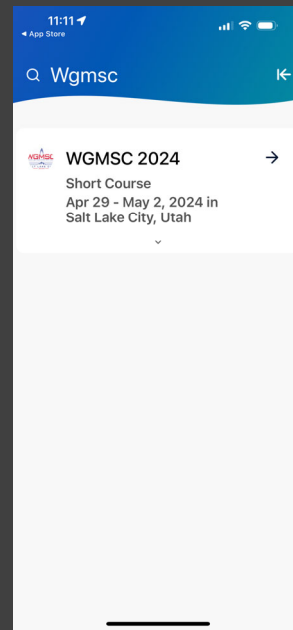 11:11
◄ App Store
Wgmsc
WGMSC
WGMSC 2024
Short Course
Apr 29 - May 2, 2024 in
Salt Lake City, Utah